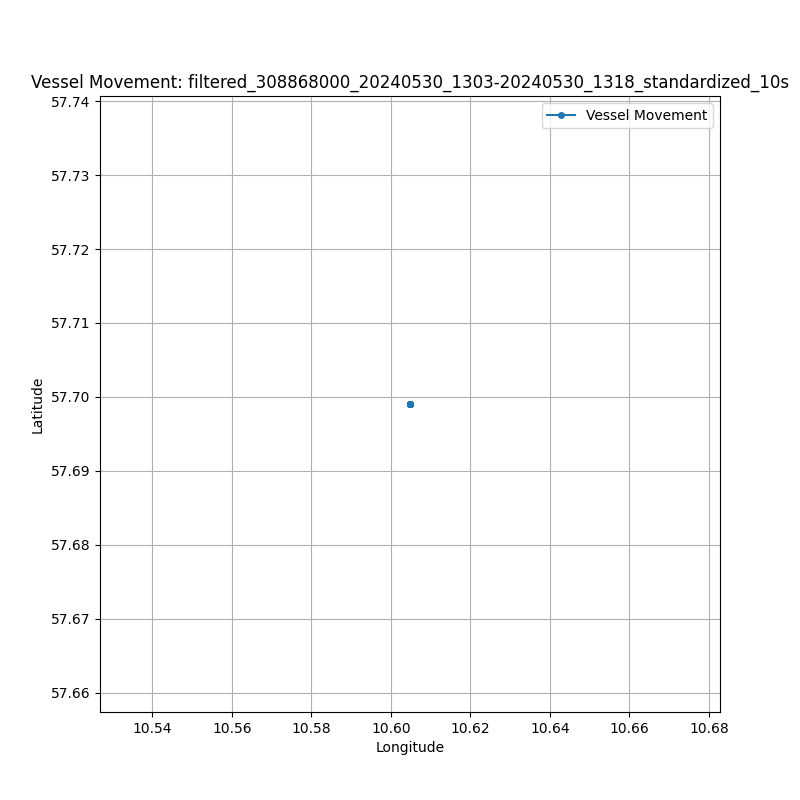 Vessel Movement: filtered_308868000_20240530_1303-20240530_1318_standardized_10s
Vessel Movement
57.74
57.73
57.72
57.71
57.70
57.69
57.68
57.67
57.66
Latitude
10.54 10.56 10.58 10.60 10.62 10.64 10.66 10.68
Longitude